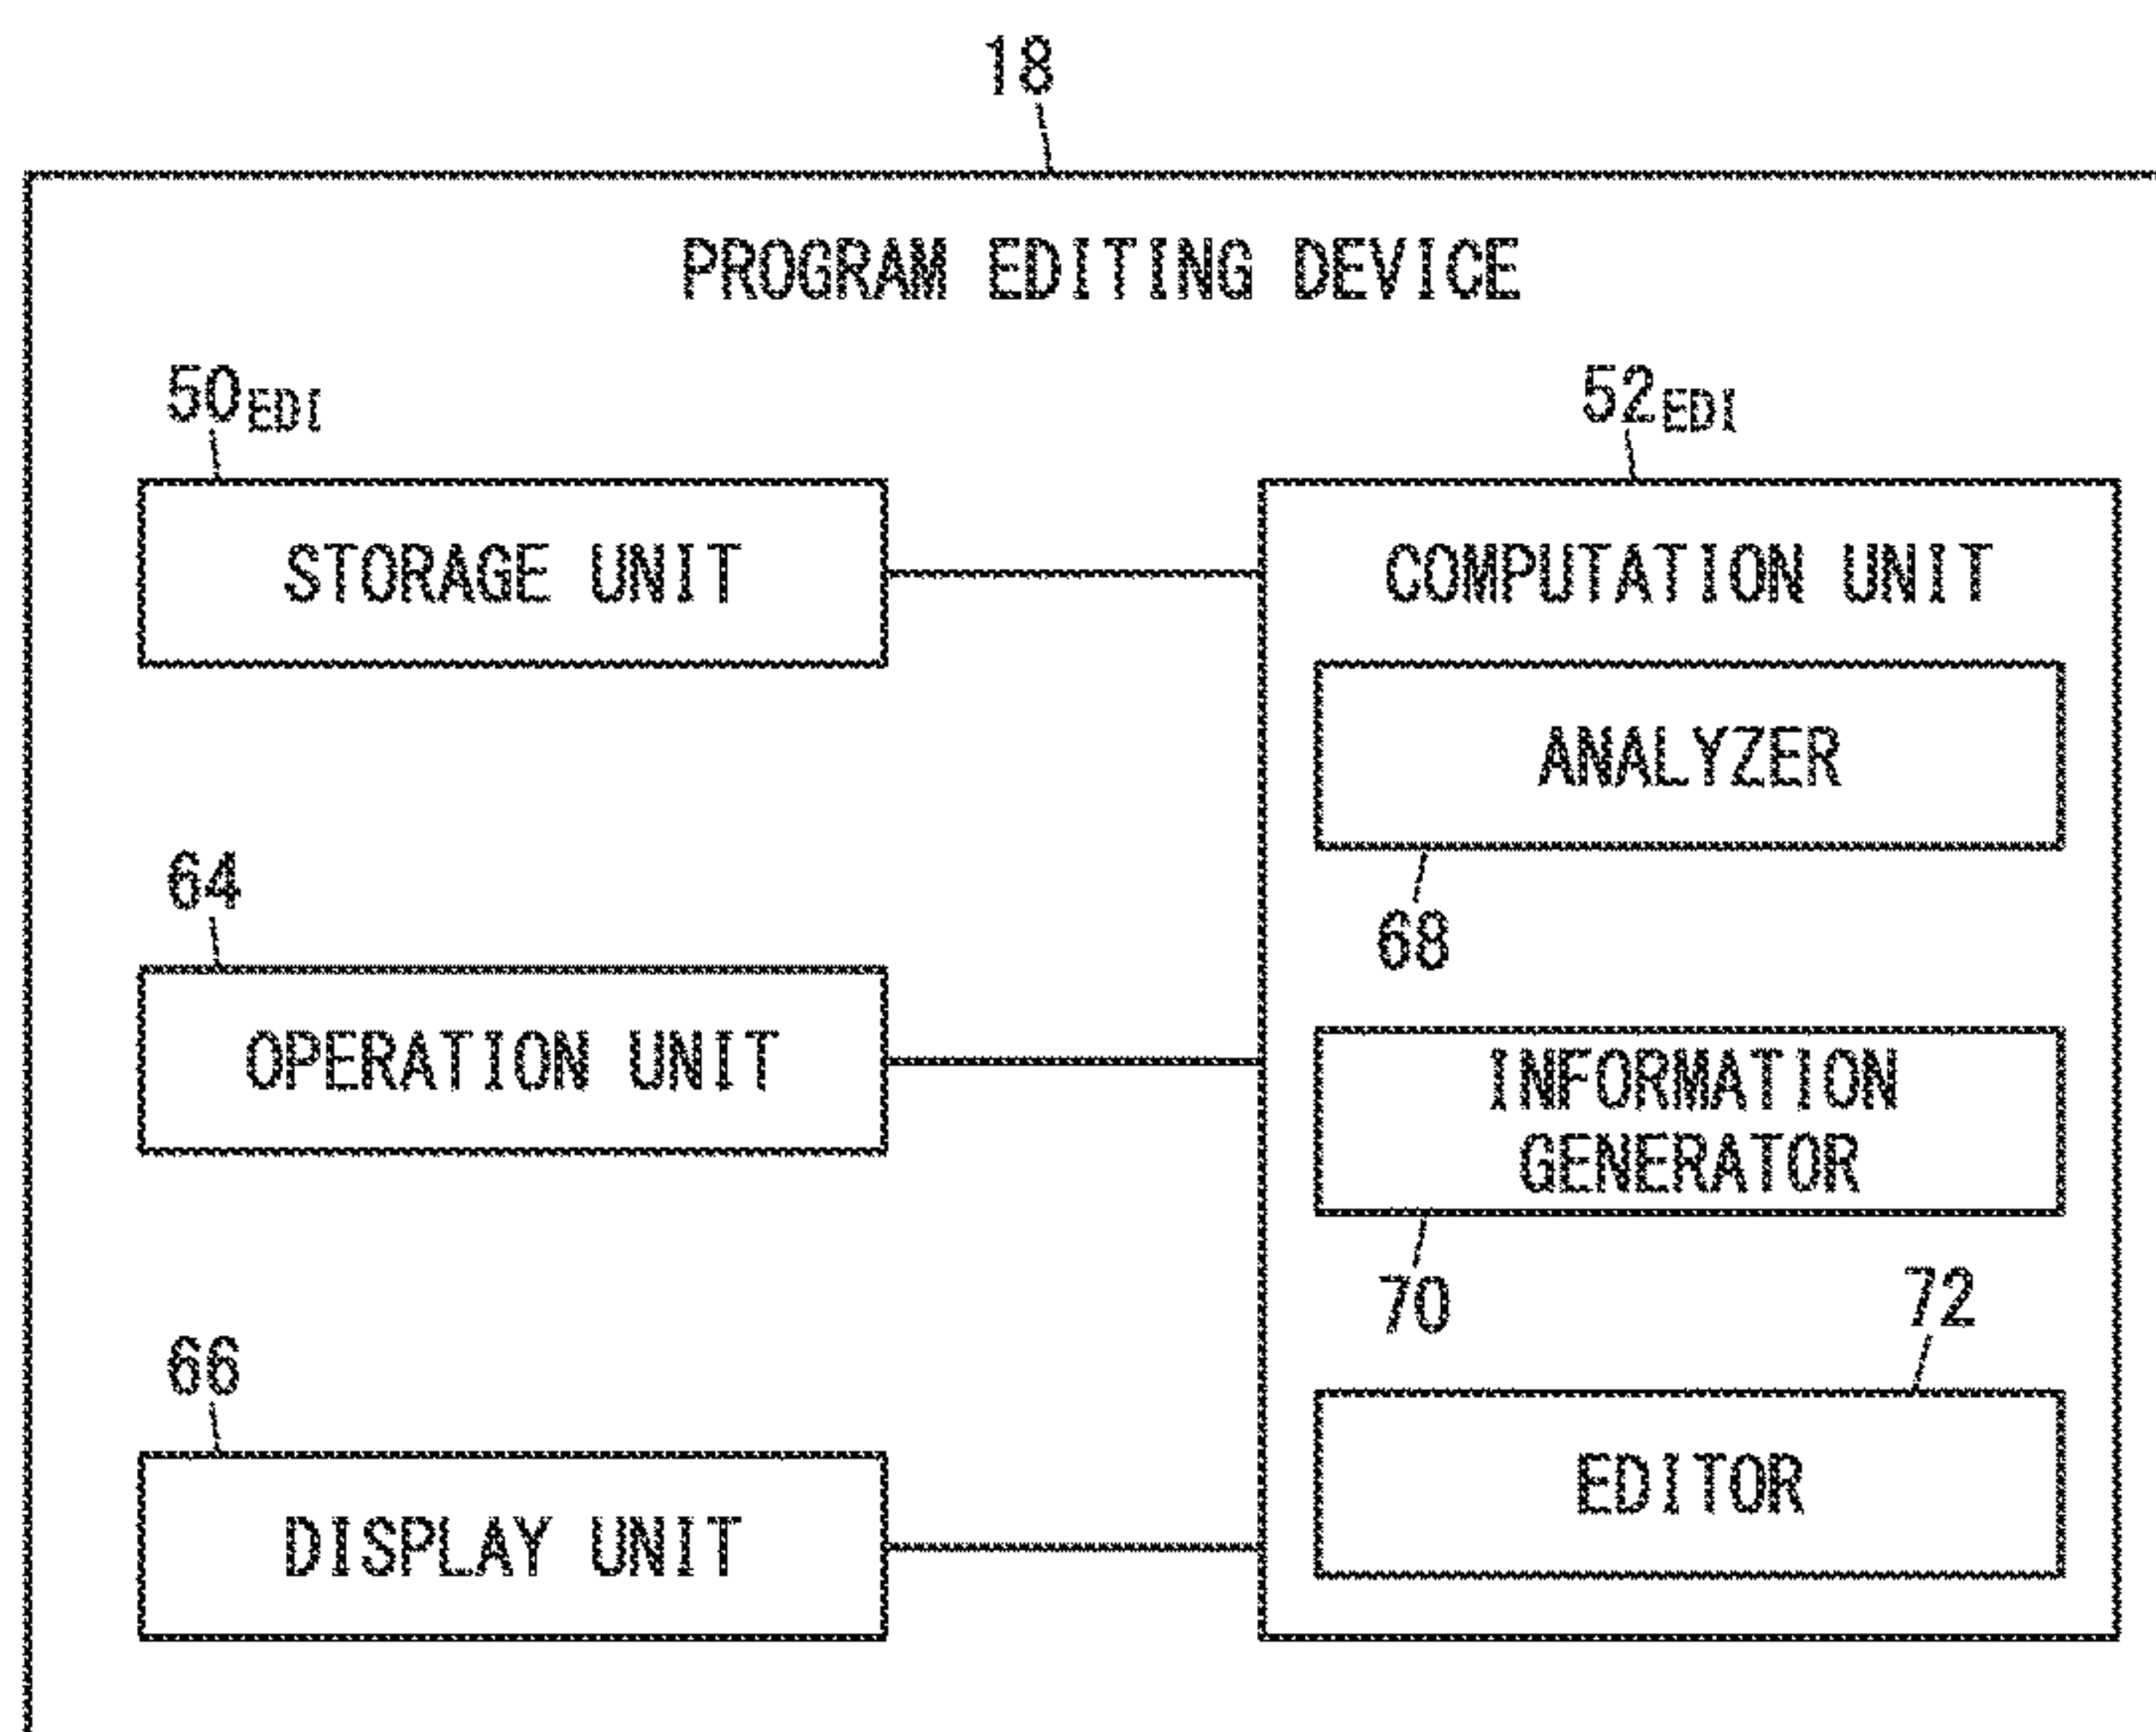 18
PROGRAM EDITING DEVICE
50EDI
STORAGE UNIT
64
OPERATION UNIT
66
DISPLAY UNIT
52EDI
COMPUTATION UNIT
ANALYZER
68
INFORMATION
GENERATOR
70
72
EDITOR